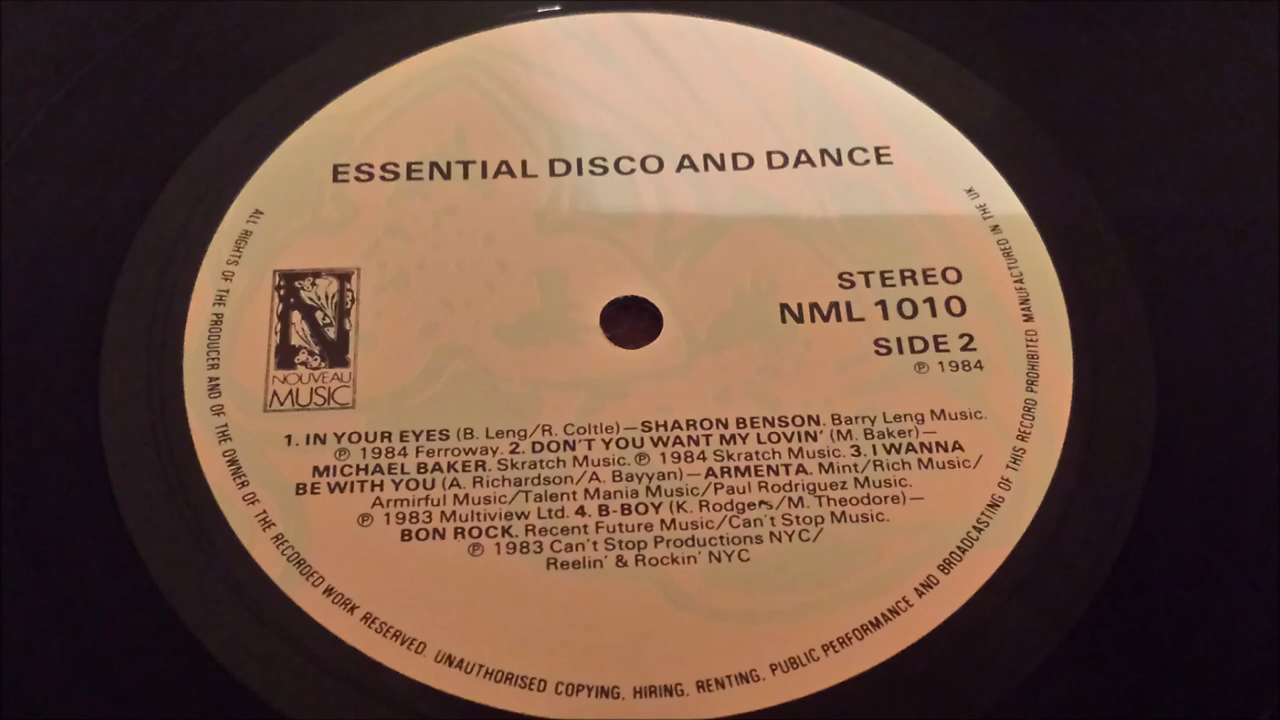 ESSENTIAL DISCO AND DANCE
STEREO
NML 1010
SIDE 2
℗ 1984
N
NOUVEAU
MUSIC
1. IN YOUR EYES (B. Leng/R. Coltle)—SHARON BENSON. Barry Leng Music.
℗ 1984 Ferroway. 2. DON'T YOU WANT MY LOVIN' (M. Baker)—
MICHAEL BAKER. Skratch Music. ℗ 1984 Skratch Music. 3. I WANNA
BE WITH YOU (A. Richardson/A. Bayyan)—ARMENTA. Mint/Rich Music/
Armirful Music/Talent Mania Music/Paul Rodriguez Music.
℗ 1983 Multiview Ltd. 4. B-BOY (K. Rodgers/M. Theodore)—
BON ROCK. Recent Future Music/Can't Stop Music.
℗ 1983 Can't Stop Productions NYC/
Reelin' & Rockin' NYC
ALL RIGHTS OF THE PRODUCER AND OF THE OWNER OF THE RECORDED WORK RESERVED. UNAUTHORISED COPYING, HIRING, RENTING, PUBLIC PERFORMANCE AND BROADCASTING OF THIS RECORD PROHIBITED MANUFACTURED IN THE UK